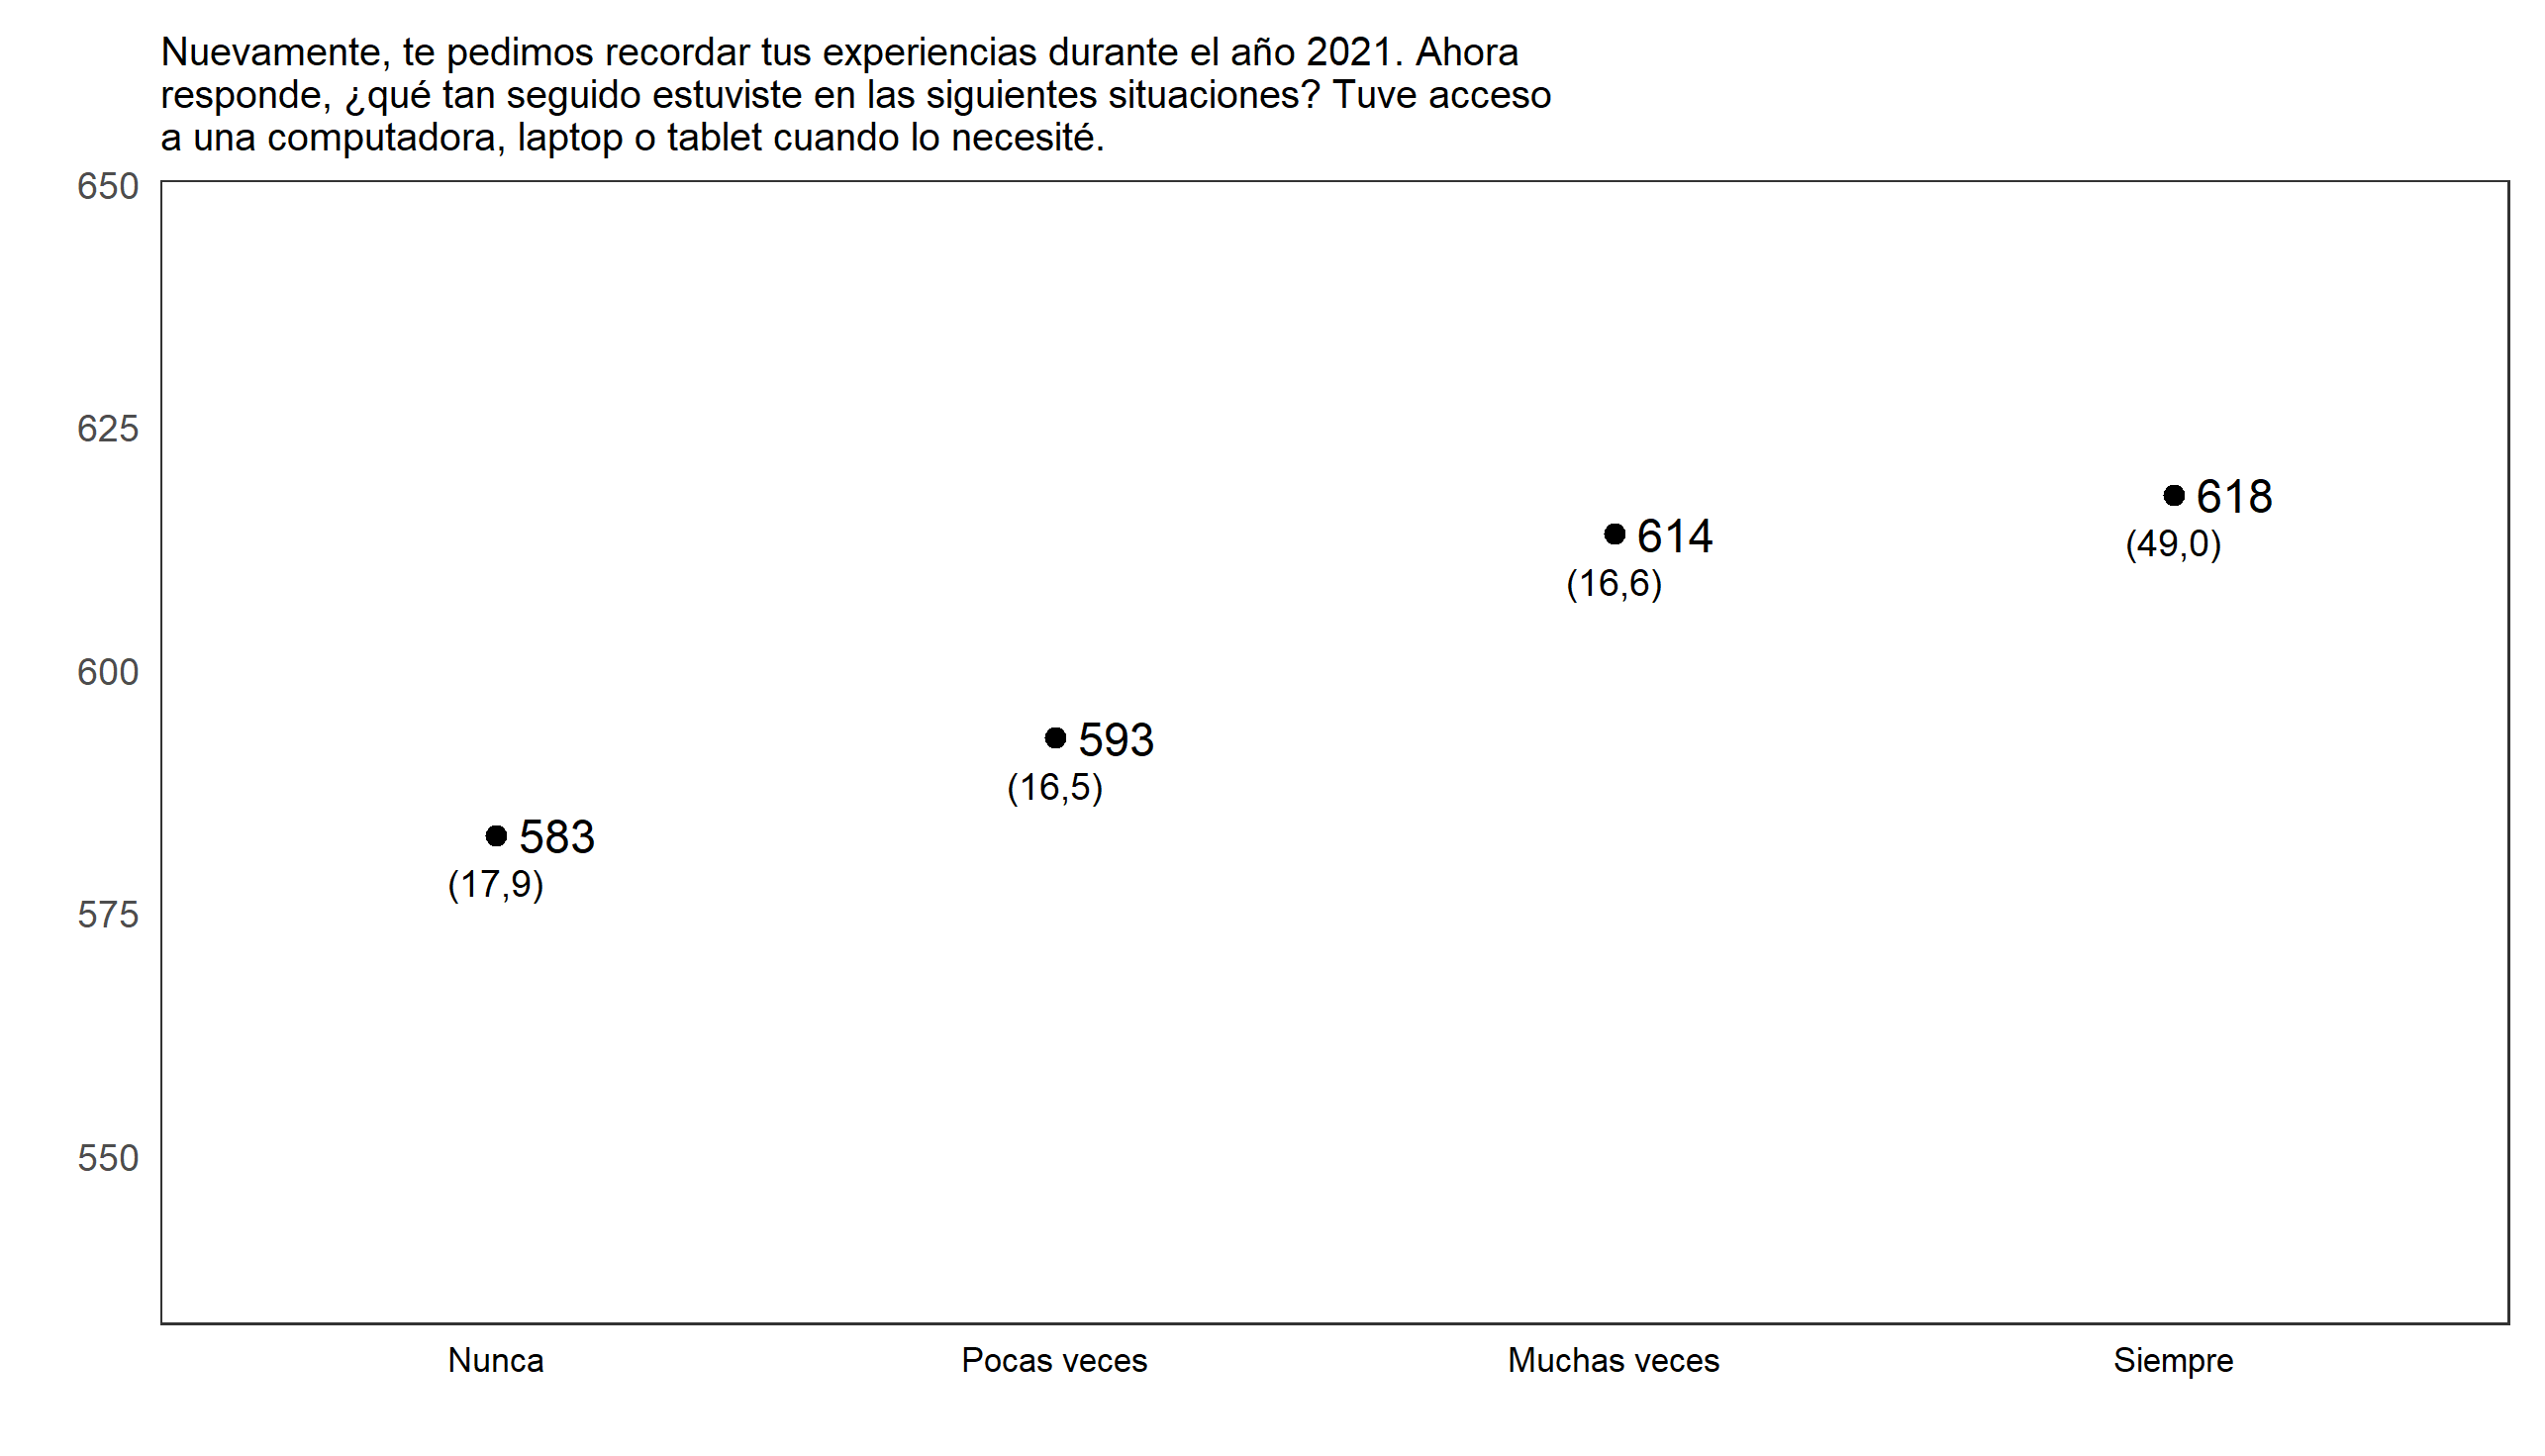 Nuevamente, te pedimos recordar tus experiencias durante el año 2021. Ahora
responde, ¿qué tan seguido estuviste en las siguientes situaciones? Tuve acceso
a una computadora, laptop o tablet cuando lo necesité.
650
625
618
(49,0)
614
(16,6)
600
593
(16,5)
583
(17,9)
575
550
Nunca
Pocas veces
Muchas veces
Siempre